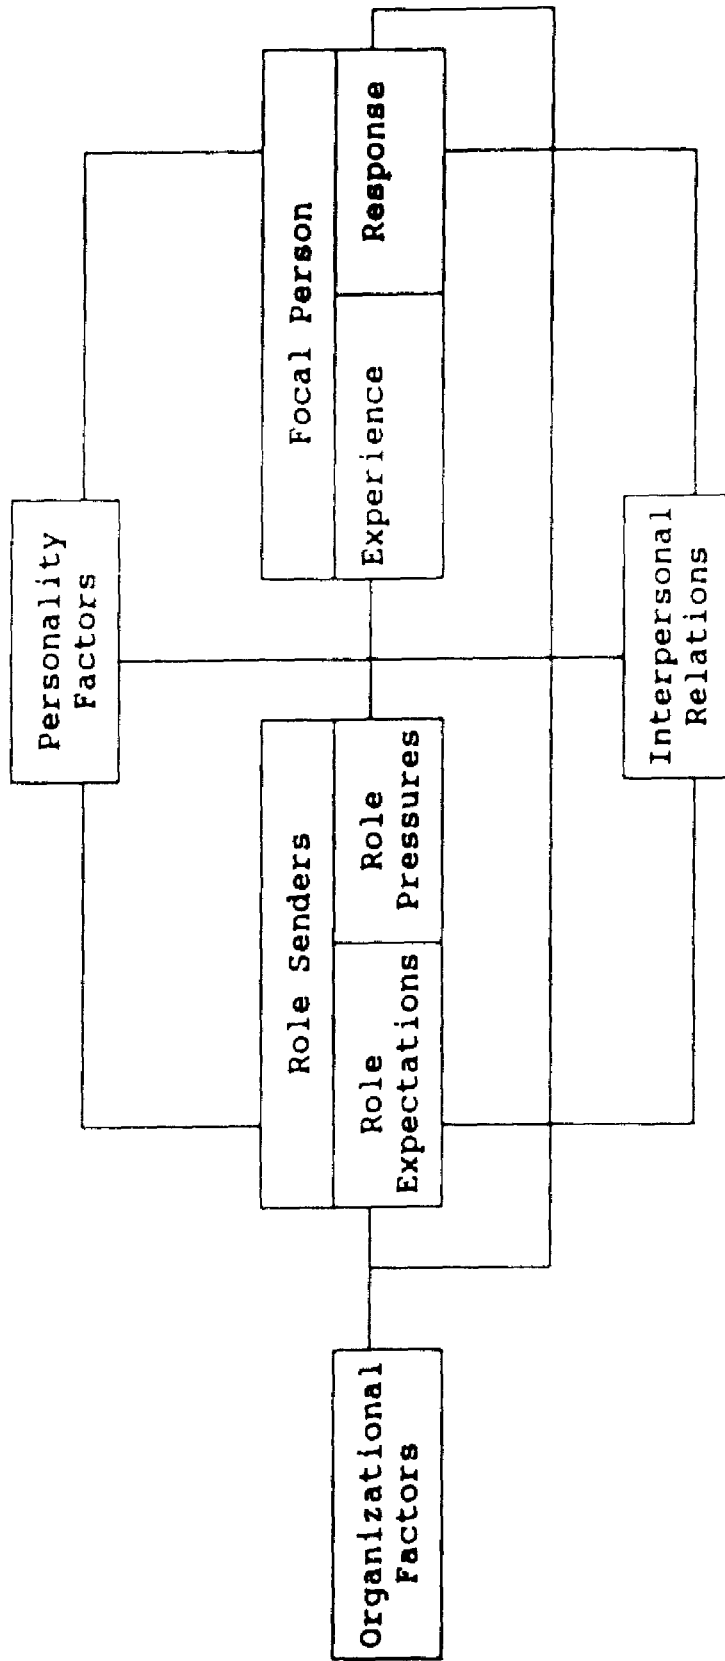 Personality
Factors
Role Senders
Role
Expectations
Role
Pressures
Focal Person
Experience
Response
Organizational
Factors
Interpersonal
Relations